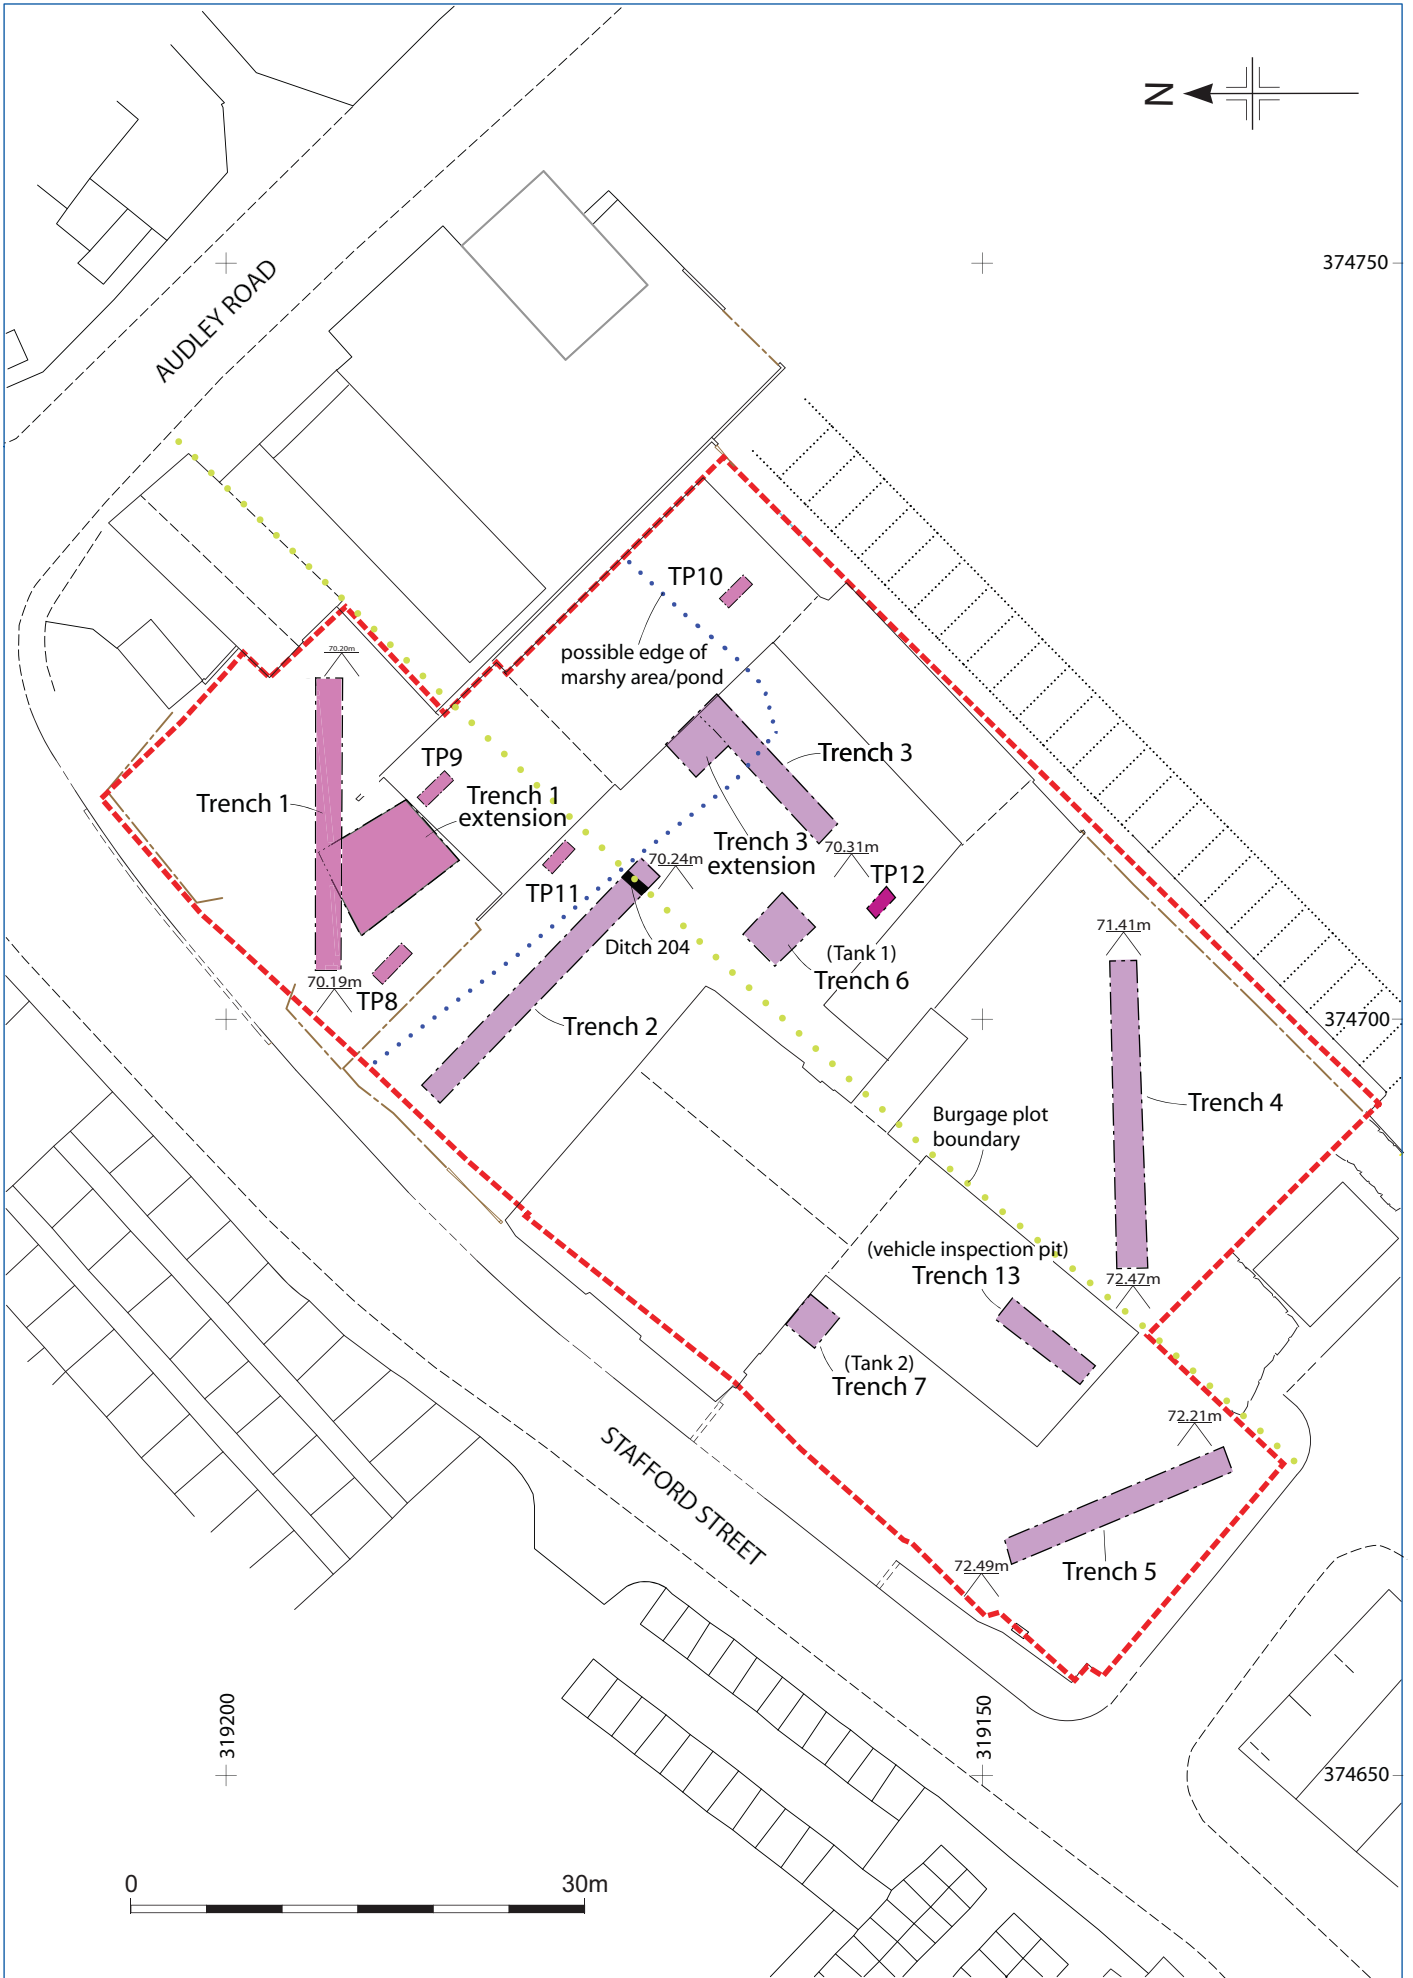 N
374750
AUDLEY ROAD
TP10
possible edge of
marshy area/pond
70.20m
TP9
Trench 3
Trench 1
Trench 1
extension
Trench 3
extension
70.31m
70.24m
TP12
TP11
Ditch 204
71.41m
(Tank 1)
Trench 6
70.19m
TP8
Trench 2
374700
Trench 4
Burgage plot
boundary
(vehicle inspection pit)
Trench 13
72.47m
(Tank 2)
Trench 7
72.21m
STAFFORD STREET
72.49m
Trench 5
319200
319150
374650
0
30m